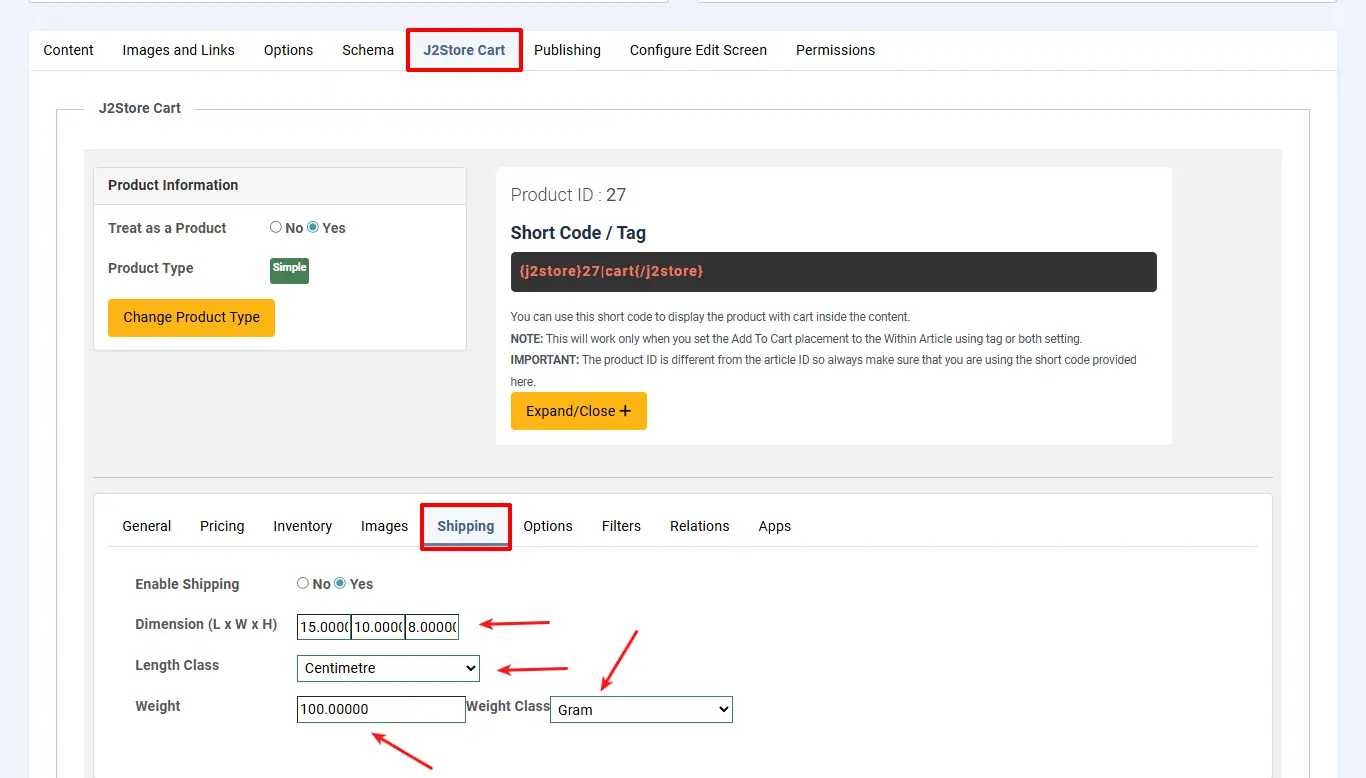 Content Images and Links Options Schema J2Store Cart Publishing Configure Edit Screen Permissions
J2Store Cart
Product Information
Treat as a Product No Yes
Product Type Simple
Change Product Type
Product ID : 27
Short Code / Tag
{j2store}27|cart{/j2store}
You can use this short code to display the product with cart inside the content.
NOTE: This will work only when you set the Add To Cart placement to the Within Article using tag or both setting.
IMPORTANT: The product ID is different from the article ID so always make sure that you are using the short code provided
here.
Expand/Close +
General Pricing Inventory Images Shipping Options Filters Relations Apps
Enable Shipping No Yes
Dimension (L x W x H) 15.000 10.000 8.0000
Length Class Centimetre
Weight 100.00000 Weight Class Gram